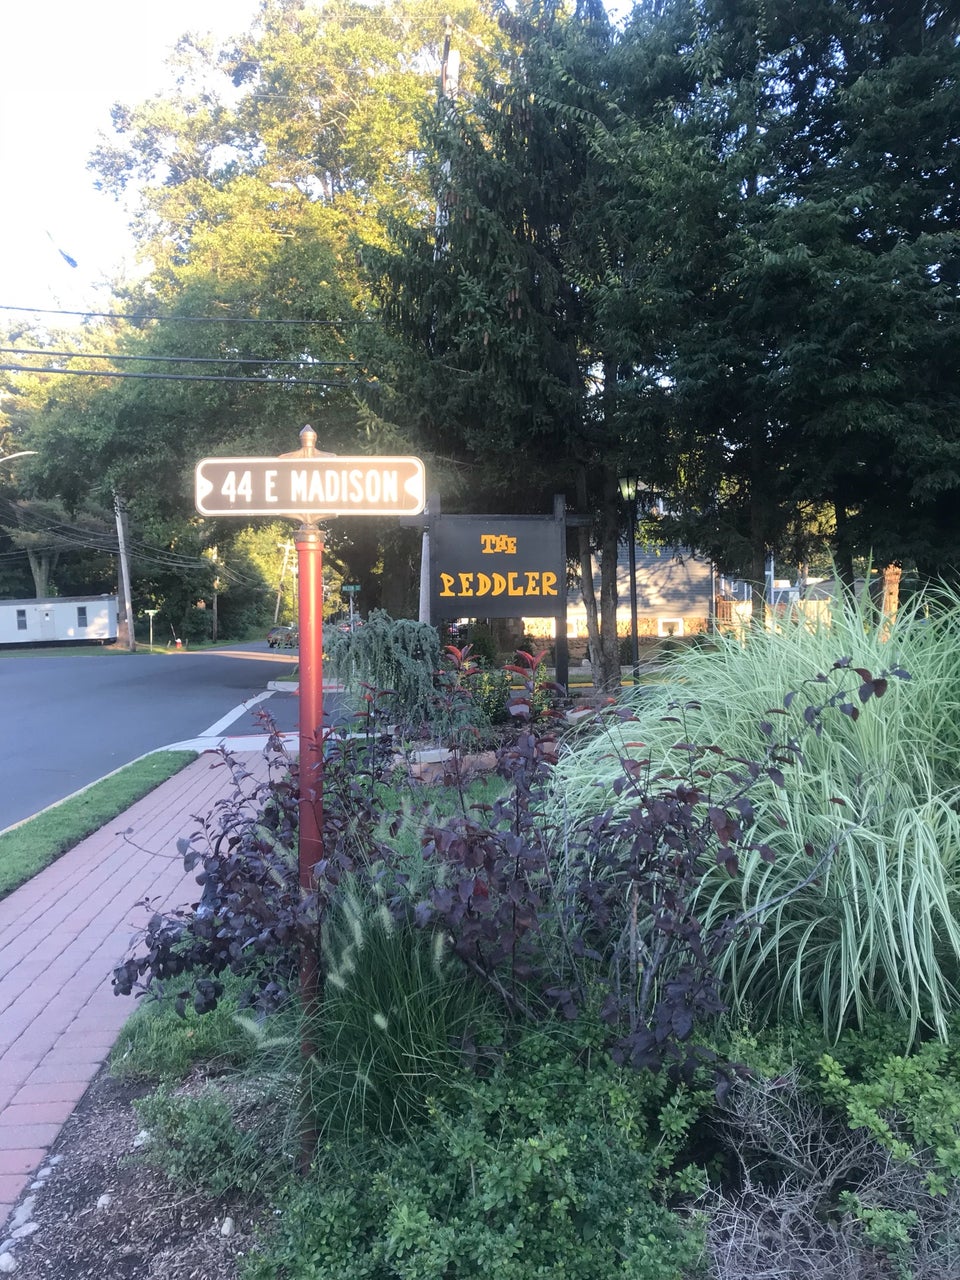 44 E MADISON
THE
PEDDLER